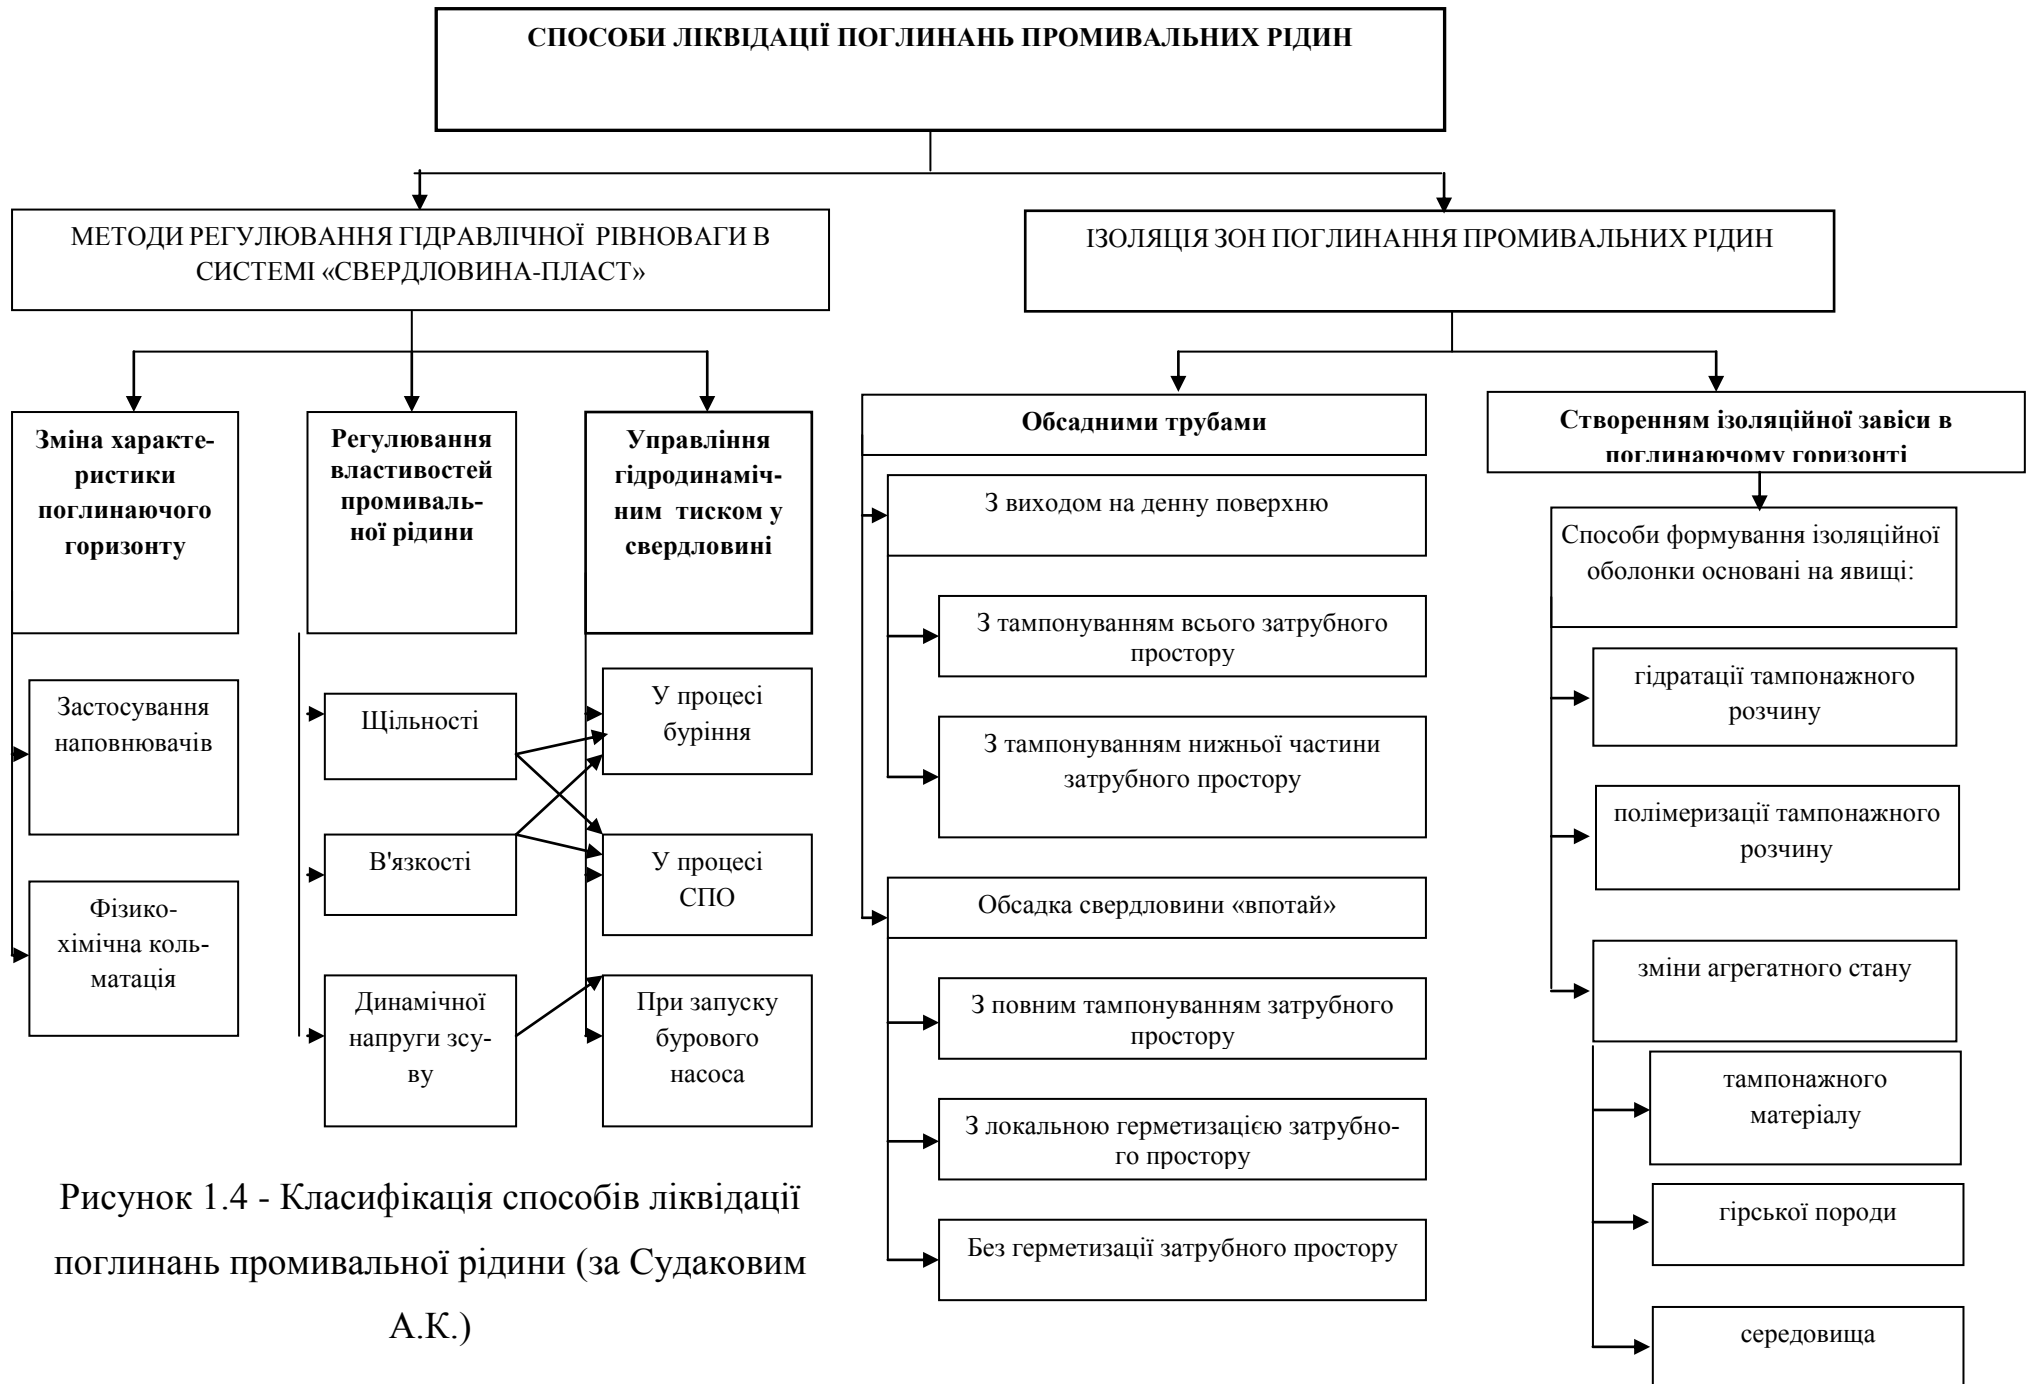 СПОСОБИ ЛІКВІДАЦІЇ ПОГЛИНАНЬ ПРОМИВАЛЬНИХ РІДИН
МЕТОДИ РЕГУЛЮВАННЯ ГІДРАВЛІЧНОЇ РІВНОВАГИ В
СИСТЕМІ «СВЕРДЛОВИНА-ПЛАСТ»
ІЗОЛЯЦІЯ ЗОН ПОГЛИНАННЯ ПРОМИВАЛЬНИХ РІДИН
Зміна характе-
ристики
поглинаючого
горизонту
Застосування
наповнювачів
Фізико-
хімічна коль-
матація
Регулювання
властивостей
промиваль-
ної рідини
Щільності
В'язкості
Динамічної
напруги зсу-
ву
Управління
гідродинаміч-
ним тиском у
свердловині
У процесі
буріння
У процесі
СПО
При запуску
бурового
насоса
Обсадними трубами
З виходом на денну поверхню
З тампонуванням всього затрубного
простору
З тампонуванням нижньої частини
затрубного простору
Обсадка свердловини «впотай»
З повним тампонуванням затрубного
простору
З локальною герметизацією затрубно-
го простору
Без герметизації затрубного простору
Створенням ізоляційної завіси в
поглинаючому горизонті
Способи формування ізоляційної
оболонки основані на явищі:
гідратації тампонажного
розчину
полімеризації тампонажного
розчину
зміни агрегатного стану
тампонажного
матеріалу
гірської породи
середовища
Рисунок 1.4 - Класифікація способів ліквідації
поглинань промивальної рідини (за Судаковим
А.К.)